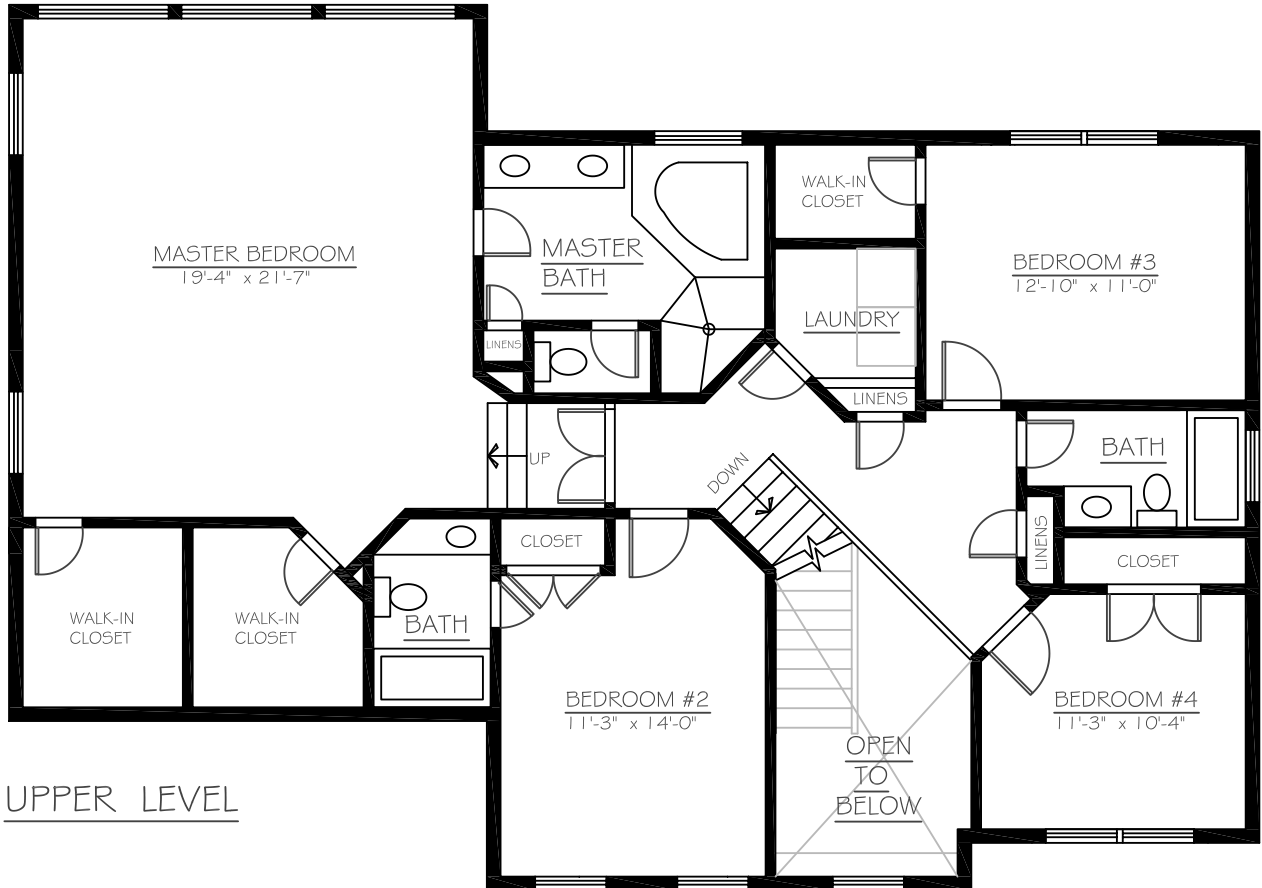 WALK-IN
CLOSET
MASTER BEDROOM
19'-4" x 21'-7"
MASTER
BATH
BEDROOM #3
12'-10" x 11'-0"
LAUNDRY
LINENS
LINENS
UP
DOWN
BATH
LINENS
CLOSET
CLOSET
WALK-IN
CLOSET
WALK-IN
CLOSET
BATH
BEDROOM #2
11'-3" x 14'-0"
BEDROOM #4
11'-3" x 10'-4"
OPEN
TO
BELOW
UPPER LEVEL